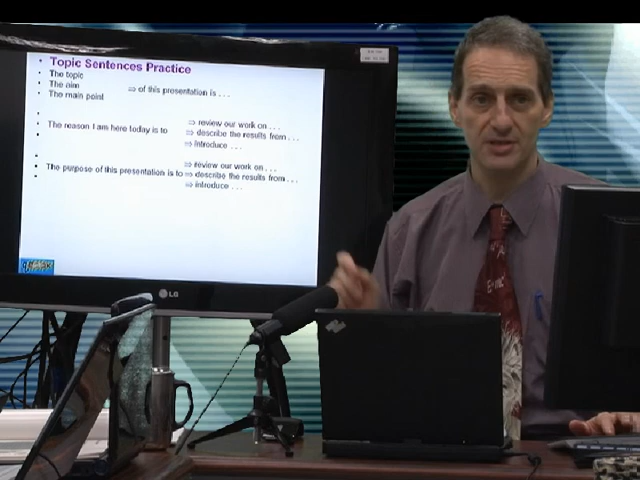 Topic Sentences Practice
The topic
The aim
⇒ of this presentation is . . .
The main point
⇒ review our work on . . .
The reason I am here today is to ⇒ describe the results from . . .
⇒ introduce . . .
⇒ review our work on . . .
The purpose of this presentation is to ⇒ describe the results from . . .
⇒ introduce . . .
LG